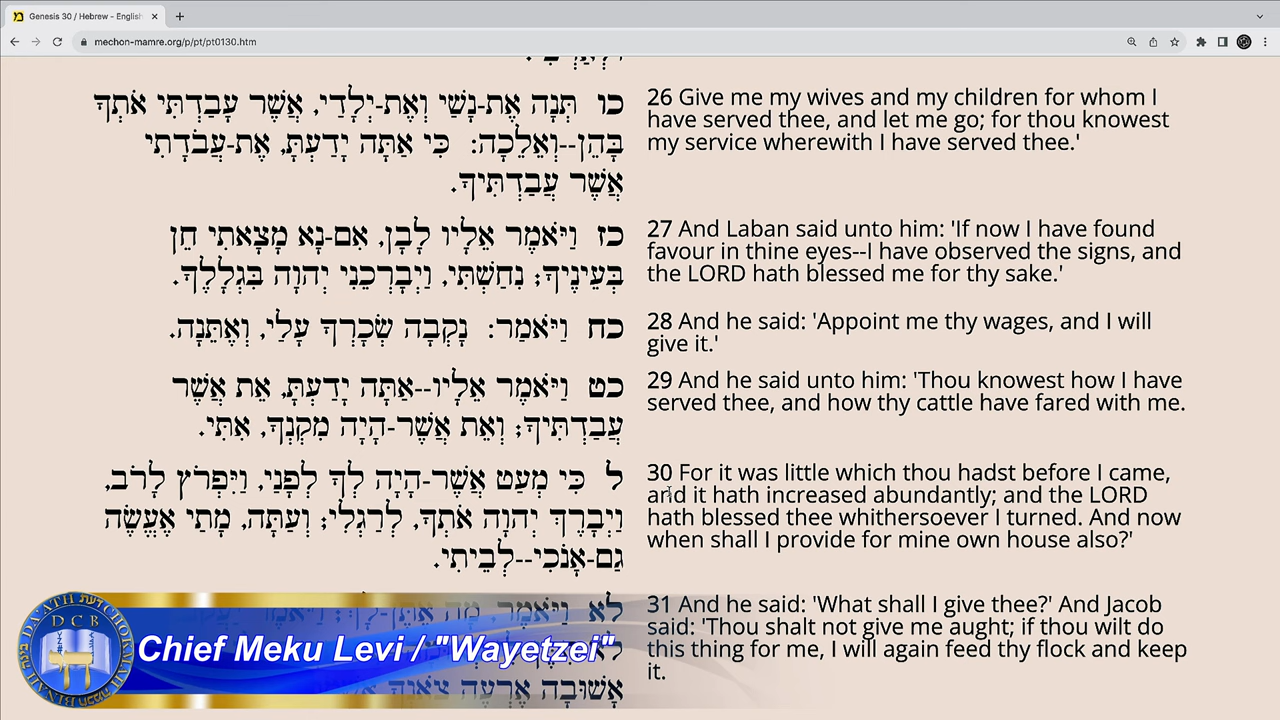 Genesis 30 / Hebrew - English
mechon-mamre.org/p/pt/pt0130.htm
כו תְּנָה אֶת-נָשַׁי וְאֶת-יְלָדַי, אֲשֶׁר עָבַדְתִּי אֹתְךָ
בָּהֵן--וְאֵלֵכָה: כִּי אַתָּה יָדַעְתָּ, אֶת-עֲבֹדָתִי
אֲשֶׁר עֲבַדְתִּיךָ.
26 Give me my wives and my children for whom I
have served thee, and let me go; for thou knowest
my service wherewith I have served thee.'
כז וַיֹּאמֶר אֵלָיו לָבָן, אִם-נָא מָצָאתִי חֵן
בְּעֵינֶיךָ; נִחַשְׁתִּי, וַיְבָרְכֵנִי יְהוָה בִּגְלָלֶךָ.
27 And Laban said unto him: 'If now I have found
favour in thine eyes--I have observed the signs, and
the LORD hath blessed me for thy sake.'
כח וַיֹּאמַר: נָקְבָה שְׂכָרְךָ עָלַי, וְאֶתֵּנָה.
28 And he said: 'Appoint me thy wages, and I will
give it.'
כט וַיֹּאמֶר אֵלָיו--אַתָּה יָדַעְתָּ, אֵת אֲשֶׁר
עֲבַדְתִּיךָ; וְאֵת אֲשֶׁר-הָיָה מִקְנְךָ, אִתִּי.
29 And he said unto him: 'Thou knowest how I have
served thee, and how thy cattle have fared with me.
ל כִּי מְעַט אֲשֶׁר-הָיָה לְךָ לְפָנַי, וַיִּפְרֹץ לָרֹב,
וַיְבָרֶךְ יְהוָה אֹתְךָ, לְרַגְלִי; וְעַתָּה, מָתַי אֶעֱשֶׂה
גַם-אָנֹכִי--לְבֵיתִי.
30 For it was little which thou hadst before I came,
and it hath increased abundantly; and the LORD
hath blessed thee whithersoever I turned. And now
when shall I provide for mine own house also?'
לא וַיֹּאמֶר, מָה אֶתֶּן-לָךְ; וַיֹּאמֶר
אָשׁוּבָה אֶרְעֶה צֹאנְךָ
31 And he said: 'What shall I give thee?' And Jacob
said: 'Thou shalt not give me aught; if thou wilt do
this thing for me, I will again feed thy flock and keep
it.
DCB
Chief Meku Levi / "Wayetzei"